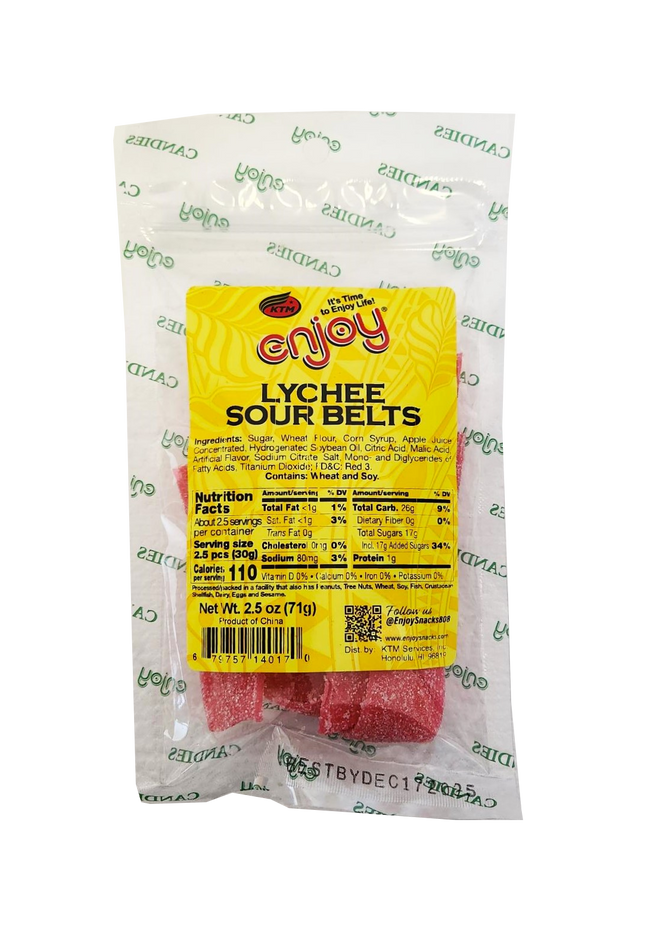 KTM
It's Time
to Enjoy Life!
enjoy®
LYCHEE
SOUR BELTS
Ingredients: Sugar, Wheat Flour, Corn Syrup, Apple Juice
Concentrated, Hydrogenated Soybean Oil, Citric Acid, Malic Acid,
Artificial Flavor, Sodium Citrate Salt, Mono- and Diglycerides of
Fatty Acids, Titanium Dioxide; FD&C: Red 3.
Contains: Wheat and Soy.
Nutrition
Facts
About 2.5 servings
per container
Serving size
2.5 pcs (30g)
Calories
per serving 110
Amount/serving % DV
Total Fat <1g 1%
Sat. Fat <1g 3%
Trans Fat 0g
Cholesterol 0mg 0%
Sodium 80mg 3%
Amount/serving % DV
Total Carb. 26g 9%
Dietary Fiber 0g 0%
Total Sugars 17g
Incl. 17g Added Sugars 34%
Protein 1g
Vitamin D 0% • Calcium 0% • Iron 0% • Potassium 0%
Processed/packed in a facility that also has Peanuts, Tree Nuts, Wheat, Soy, Fish, Crustacean
Shellfish, Dairy, Eggs and Sesame.
Net Wt. 2.5 oz (71g)
Product of China
6 79757 14017 0
Follow us
@EnjoySnacks808
www.enjoysnacks.com
Dist. by: KTM Services, Inc.
Honolulu, HI 96819
BESTBYDEC172025
enjoy
CANDIES